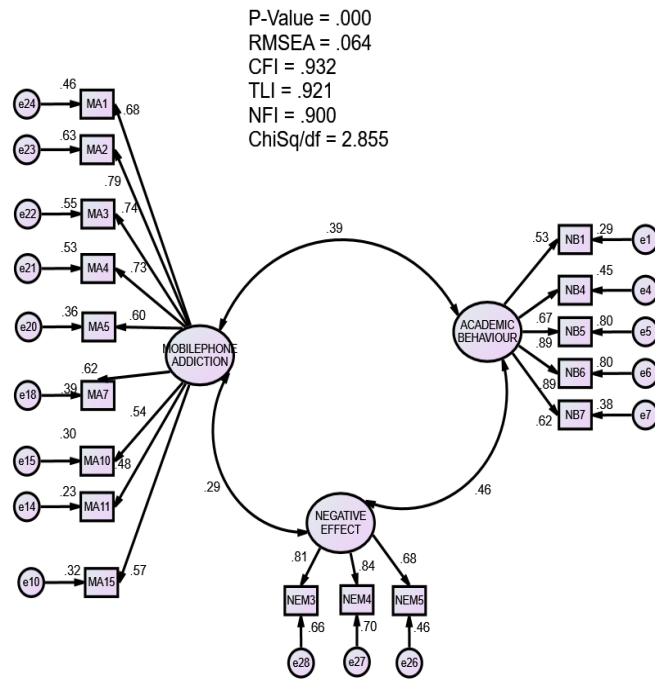 P-Value = .000
RMSEA = .064
CFI = .932
TLI = .921
NFI = .900
ChiSq/df = 2.855
.46
e24
MA1
.68
.63
e23
MA2
.79
.55
e22
MA3
.74
.53
e21
MA4
.73
.36
e20
MA5
.60
MOBILEPHONE
ADDICTION
.62
.39
e18
MA7
.54
.30
e15
MA10
.48
.23
e14
MA11
.32
e10
MA15
.57
.39
.29
.46
ACADEMIC
BEHAVIOUR
.53
NB1
.29
e1
NB4
.45
e4
.67
NB5
.80
e5
.89
NB6
.80
e6
.89
NB7
.38
e7
.62
NEGATIVE
EFFECT
.81
.84
.68
NEM3
NEM4
NEM5
.66
.70
.46
e28
e27
e26